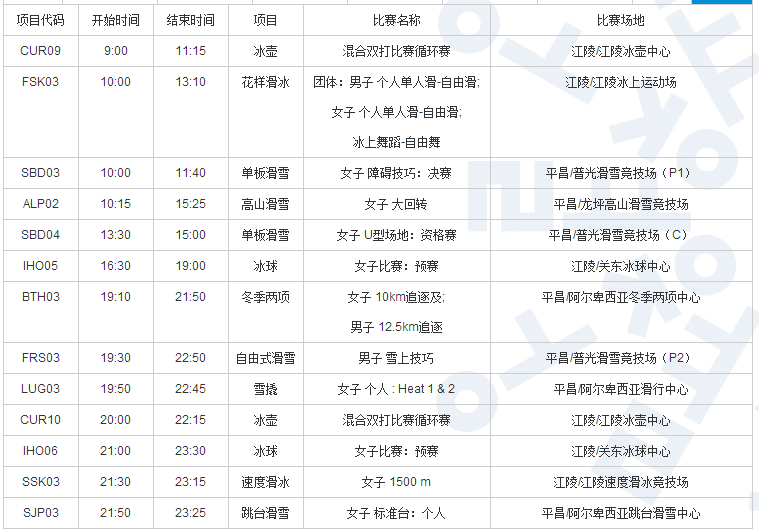 项目代码 开始时间 结束时间 项目 比赛名称 比赛场地
CUR09 9:00 11:15 冰壶 混合双打比赛循环赛 江陵/江陵冰壶中心
FSK03 10:00 13:10 花样滑冰 团体：男子 个人单人滑-自由滑; 江陵/江陵冰上运动场
女子 个人单人滑-自由滑;
冰上舞蹈-自由舞
SBD03 10:00 11:40 单板滑雪 女子 障碍技巧：决赛 平昌/普光滑雪竞技场（P1）
ALP02 10:15 15:25 高山滑雪 女子 大回转 平昌/龙坪高山滑雪竞技场
SBD04 13:30 15:00 单板滑雪 女子 U型场地：资格赛 平昌/普光滑雪竞技场（C）
IHO05 16:30 19:00 冰球 女子比赛：预赛 江陵/关东冰球中心
BTH03 19:10 21:50 冬季两项 女子 10km追逐及; 平昌/阿尔卑西亚冬季两项中心
男子 12.5km追逐
FRS03 19:30 22:50 自由式滑雪 男子 雪上技巧 平昌/普光滑雪竞技场（P2）
LUG03 19:50 22:45 雪撬 女子 个人 : Heat 1 & 2 平昌/阿尔卑西亚滑行中心
CUR10 20:00 22:15 冰壶 混合双打比赛循环赛 江陵/江陵冰壶中心
IHO06 21:00 23:30 冰球 女子比赛：预赛 江陵/关东冰球中心
SSK03 21:30 23:15 速度滑冰 女子 1500 m 江陵/江陵速度滑冰竞技场
SJP03 21:50 23:25 跳台滑雪 女子 标准台：个人 平昌/阿尔卑西亚跳台滑雪中心